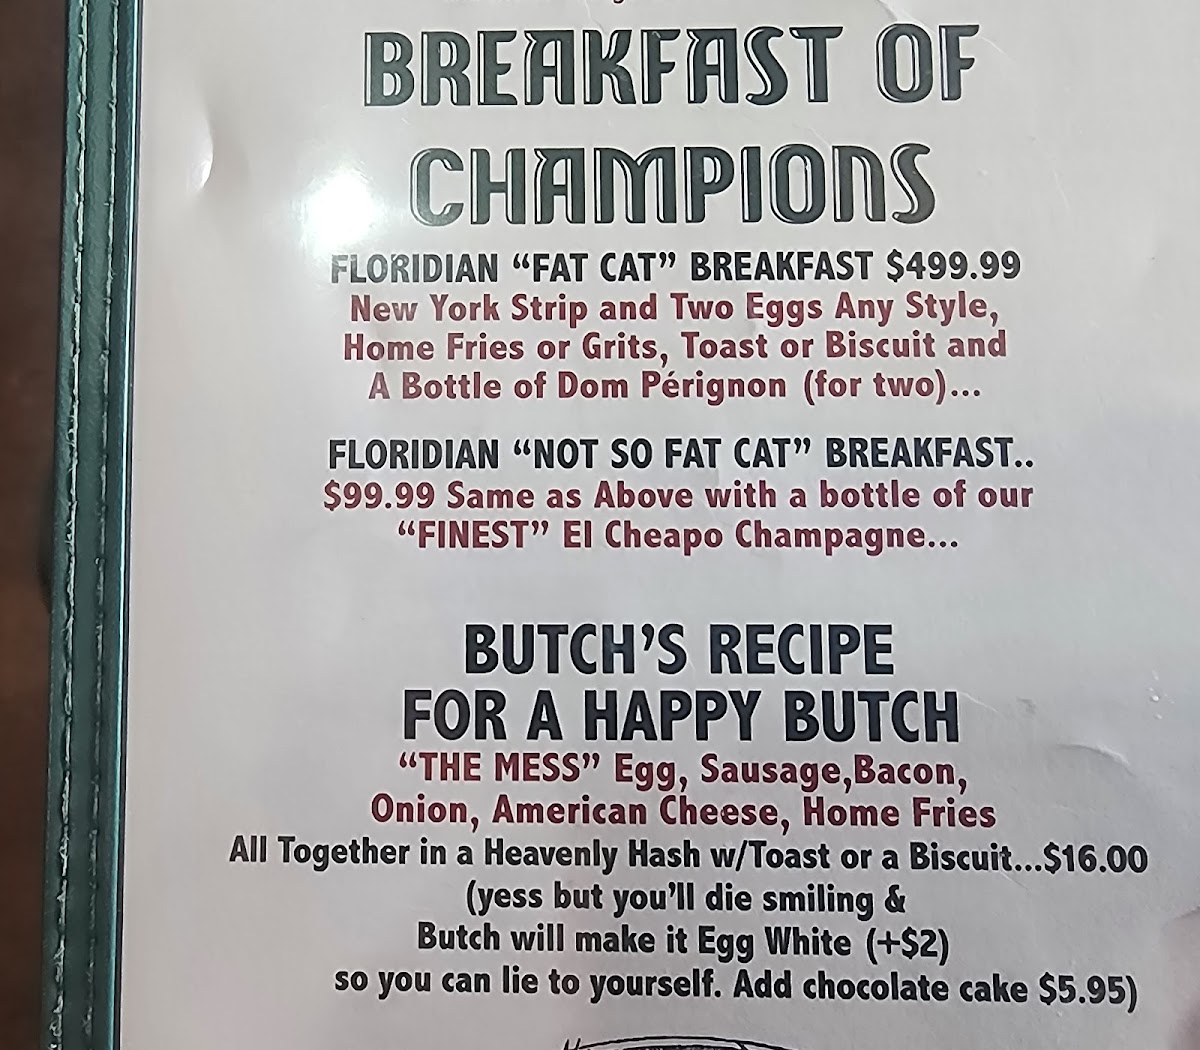 BREAKFAST OF
CHAMPIONS
FLORIDIAN “FAT CAT” BREAKFAST $499.99
New York Strip and Two Eggs Any Style,
Home Fries or Grits, Toast or Biscuit and
A Bottle of Dom Pérignon (for two)...
FLORIDIAN “NOT SO FAT CAT” BREAKFAST..
$99.99 Same as Above with a bottle of our
“FINEST” El Cheapo Champagne...
BUTCH’S RECIPE
FOR A HAPPY BUTCH
“THE MESS” Egg, Sausage,Bacon,
Onion, American Cheese, Home Fries
All Together in a Heavenly Hash w/Toast or a Biscuit...$16.00
(yess but you’ll die smiling &
Butch will make it Egg White (+$2)
so you can lie to yourself. Add chocolate cake $5.95)